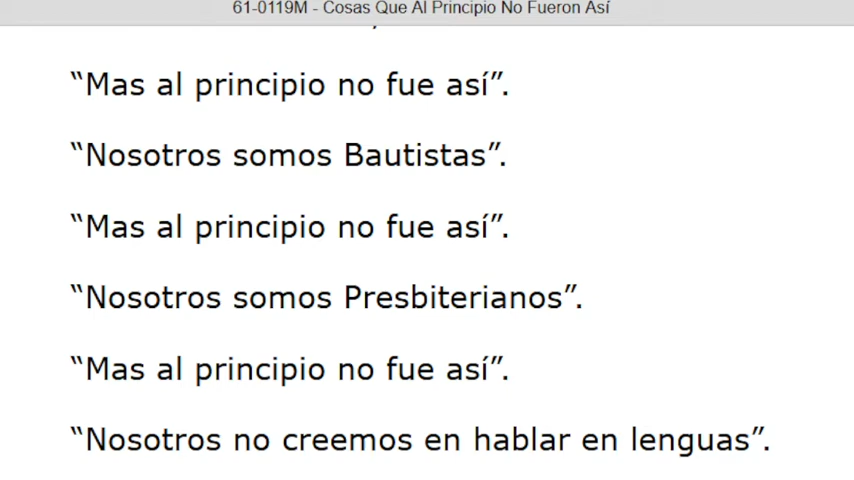 61-0119M - Cosas Que Al Principio No Fueron Así
“Mas al principio no fue así”.
“Nosotros somos Bautistas”.
“Mas al principio no fue así”.
“Nosotros somos Presbiterianos”.
“Mas al principio no fue así”.
“Nosotros no creemos en hablar en lenguas”.